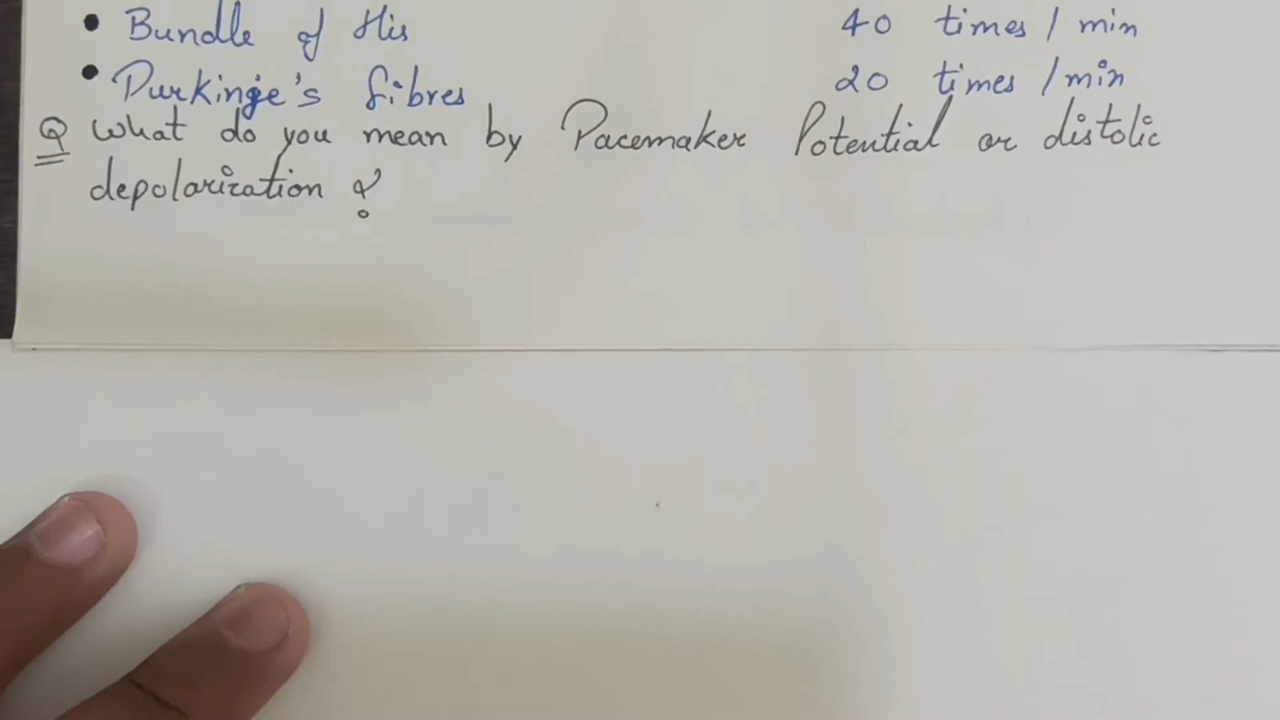 • Bundle of His 40 times / min
• Purkinje's fibres 20 times / min
Q What do you mean by Pacemaker Potential or distolic
depolarization ?